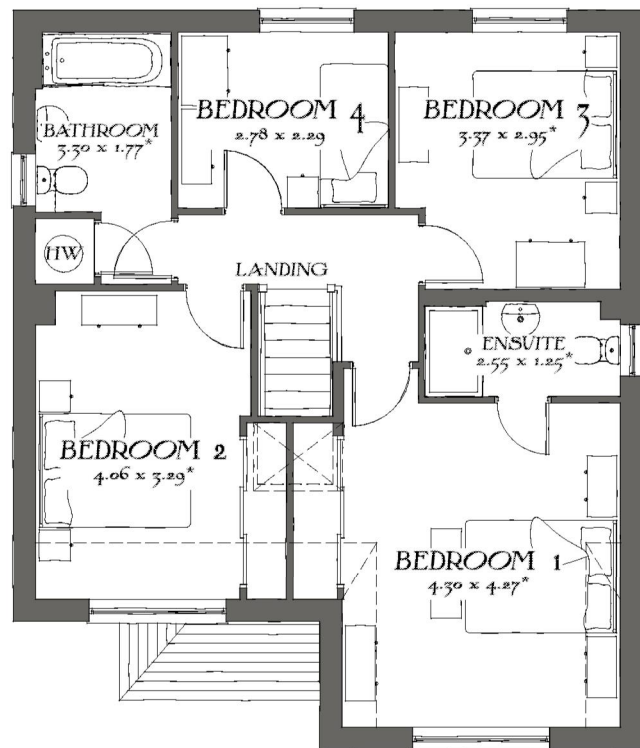 BEDROOM 4
2.78 x 2.29
BEDROOM 3
3.37 x 2.95*
BATHROOM
3.30 x 1.77*
HW
LANDING
ENSUITE
2.55 x 1.25*
BEDROOM 2
4.06 x 3.29*
BEDROOM 1
4.30 x 4.27*